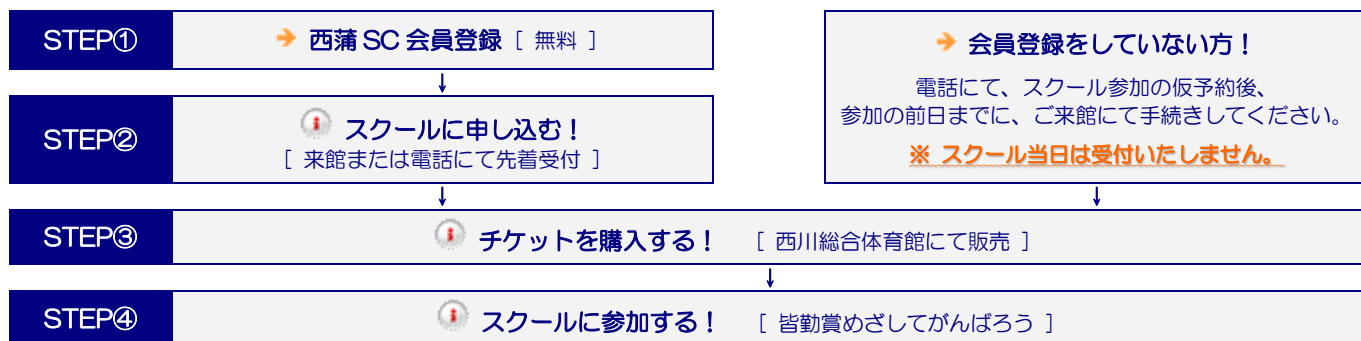 STEP① 西蒲SC会員登録 [ 無料 ]
↓
STEP② スクールに申し込む！
[ 来館または電話にて先着受付 ]
会員登録をしていない方！
電話にて、スクール参加の仮予約後、
参加の前日までに、ご来館にて手続きしてください。
※ スクール当日は受付いたしません。
↓ ↓
STEP③ チケットを購入する！ [ 西川総合体育館にて販売 ]
↓
STEP④ スクールに参加する！ [ 皆勤賞めざしてがんばろう ]